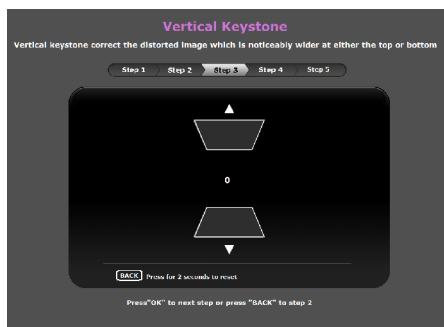 Vertical Keystone
Vertical keystone correct the distorted image which is noticeably wider at either the top or bottom
Step 1 Step 2 Step 3 Step 4 Step 5
0
BACK Press for 2 seconds to reset
Press"OK" to next step or press "BACK" to step 2